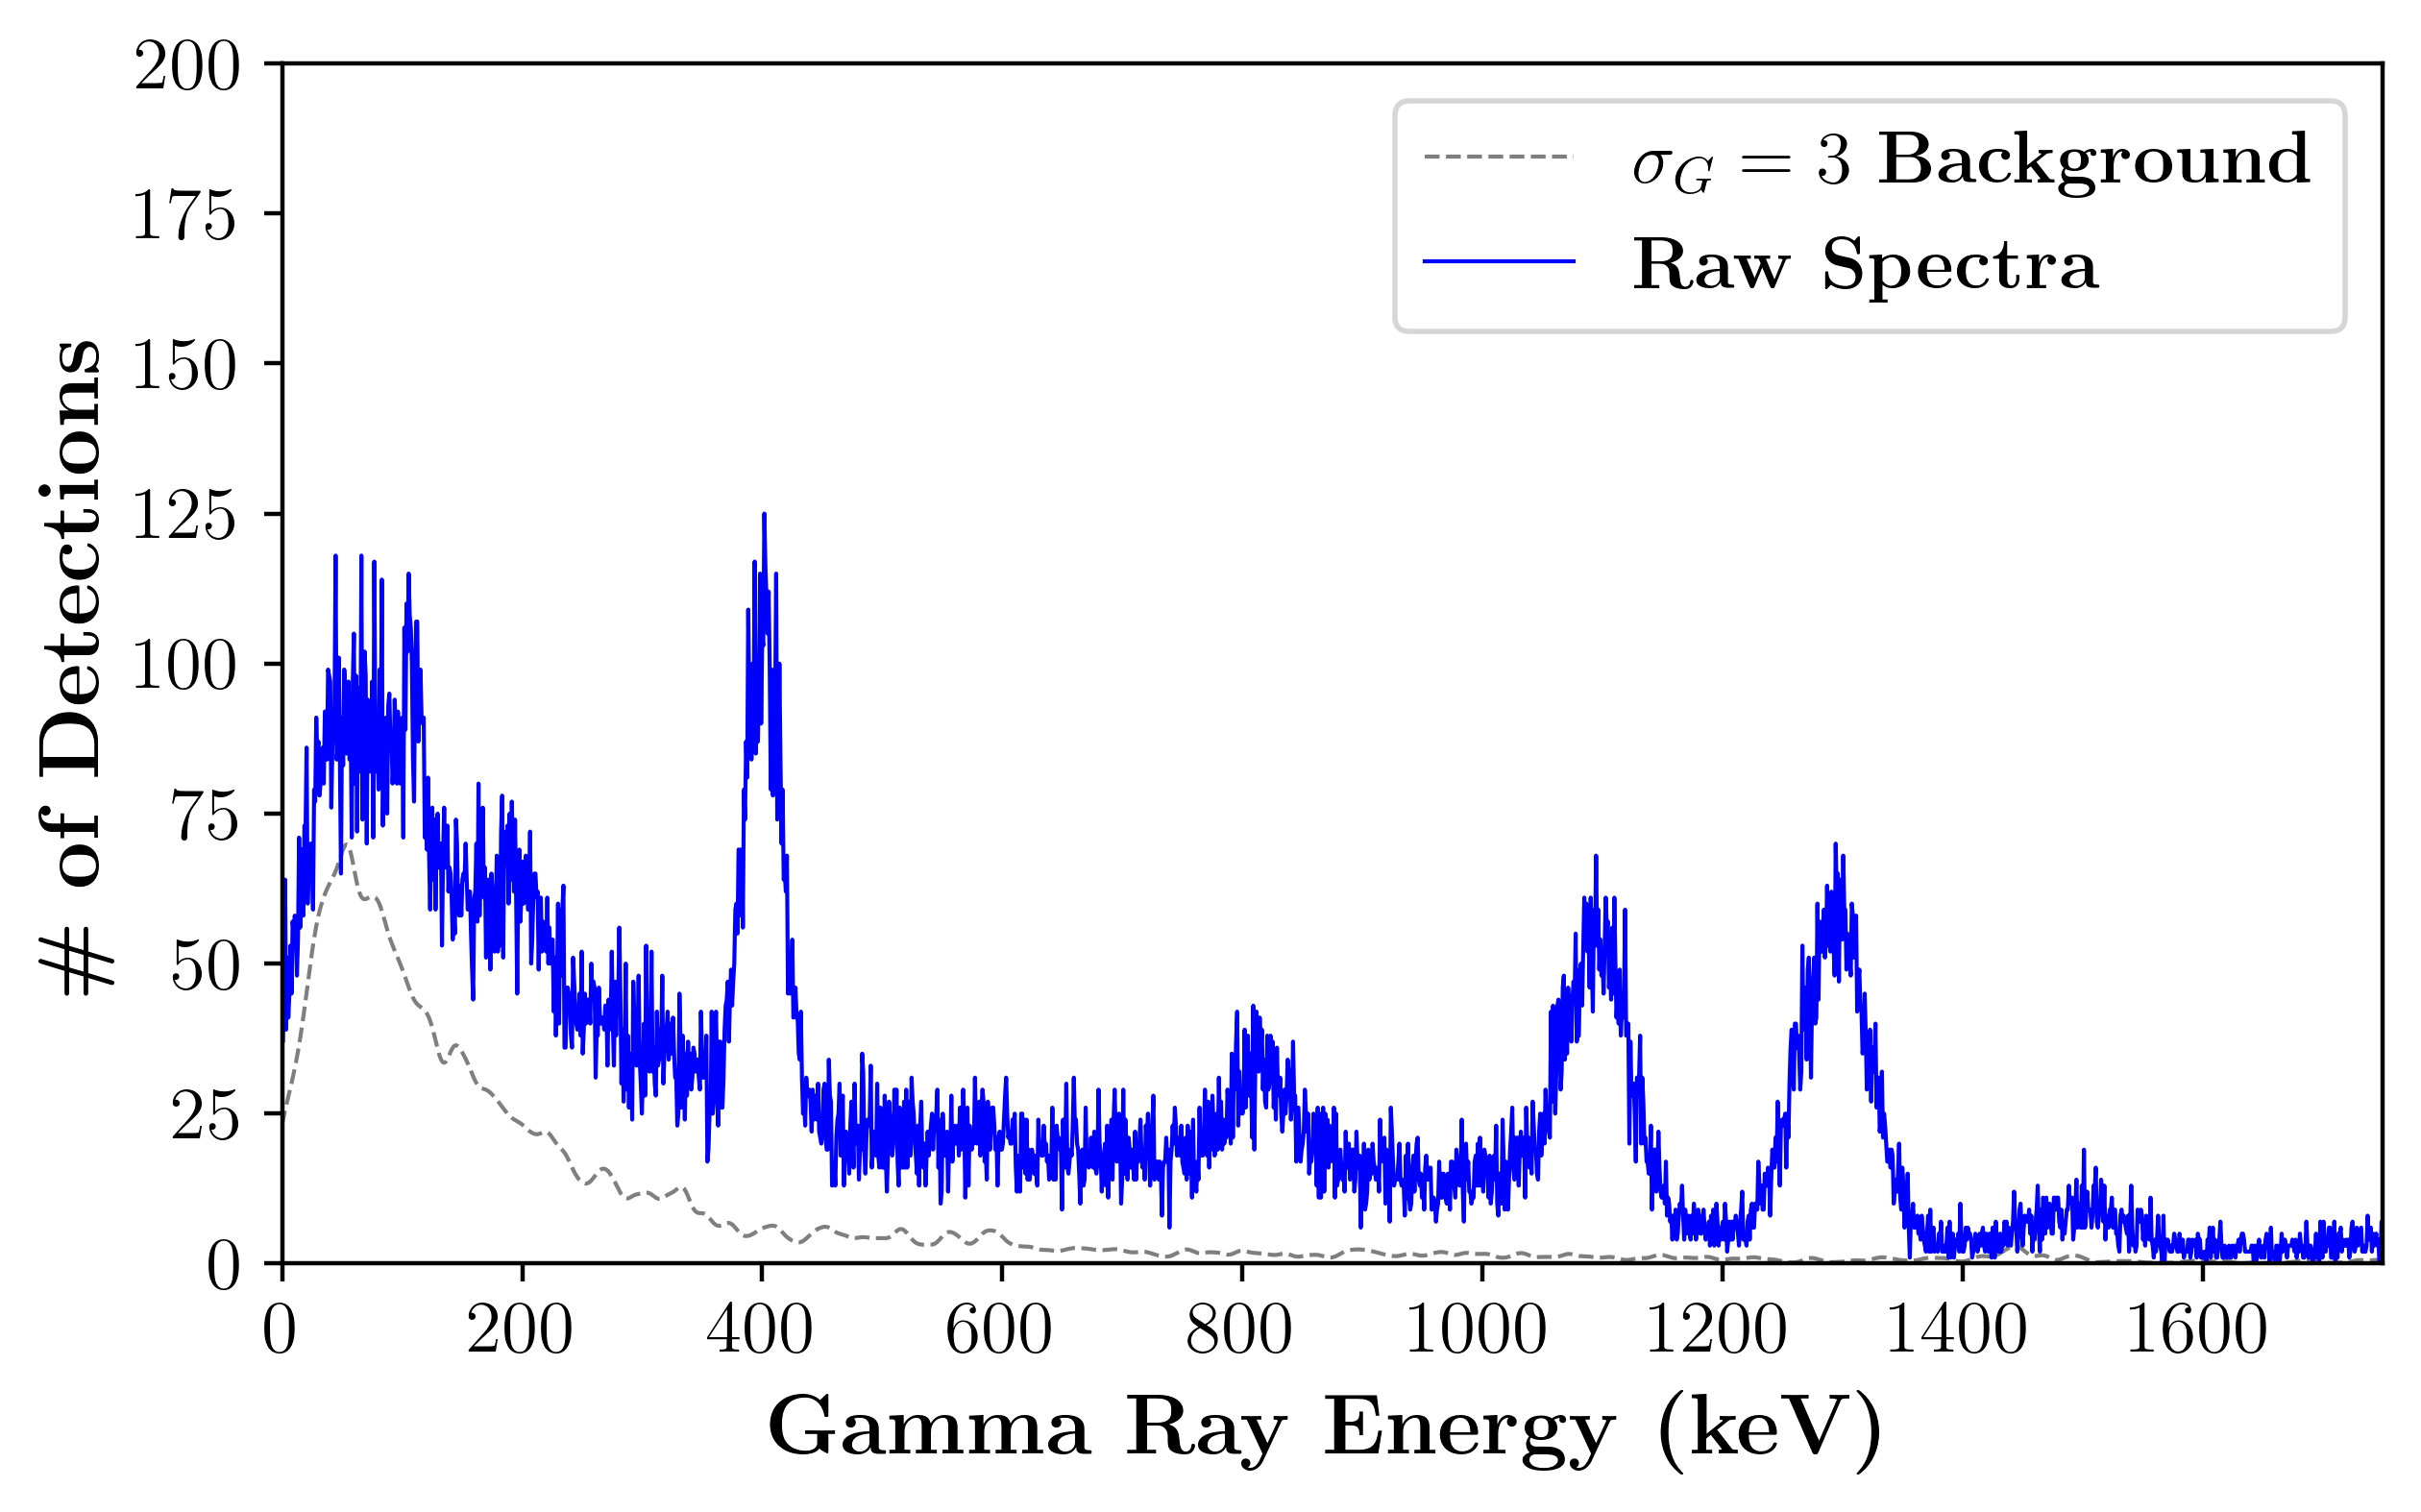 200
175
150
125
100
75
50
25
0
# of Detections
σ_G = 3 Background
Raw Spectra
0 200 400 600 800 1000 1200 1400 1600
Gamma Ray Energy (keV)